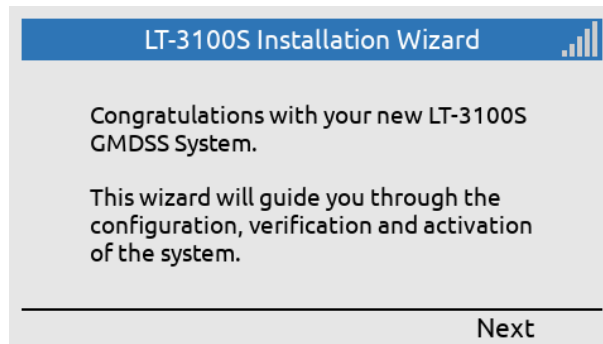 LT-3100S Installation Wizard
Congratulations with your new LT-3100S
GMDSS System.
This wizard will guide you through the
configuration, verification and activation
of the system.
Next